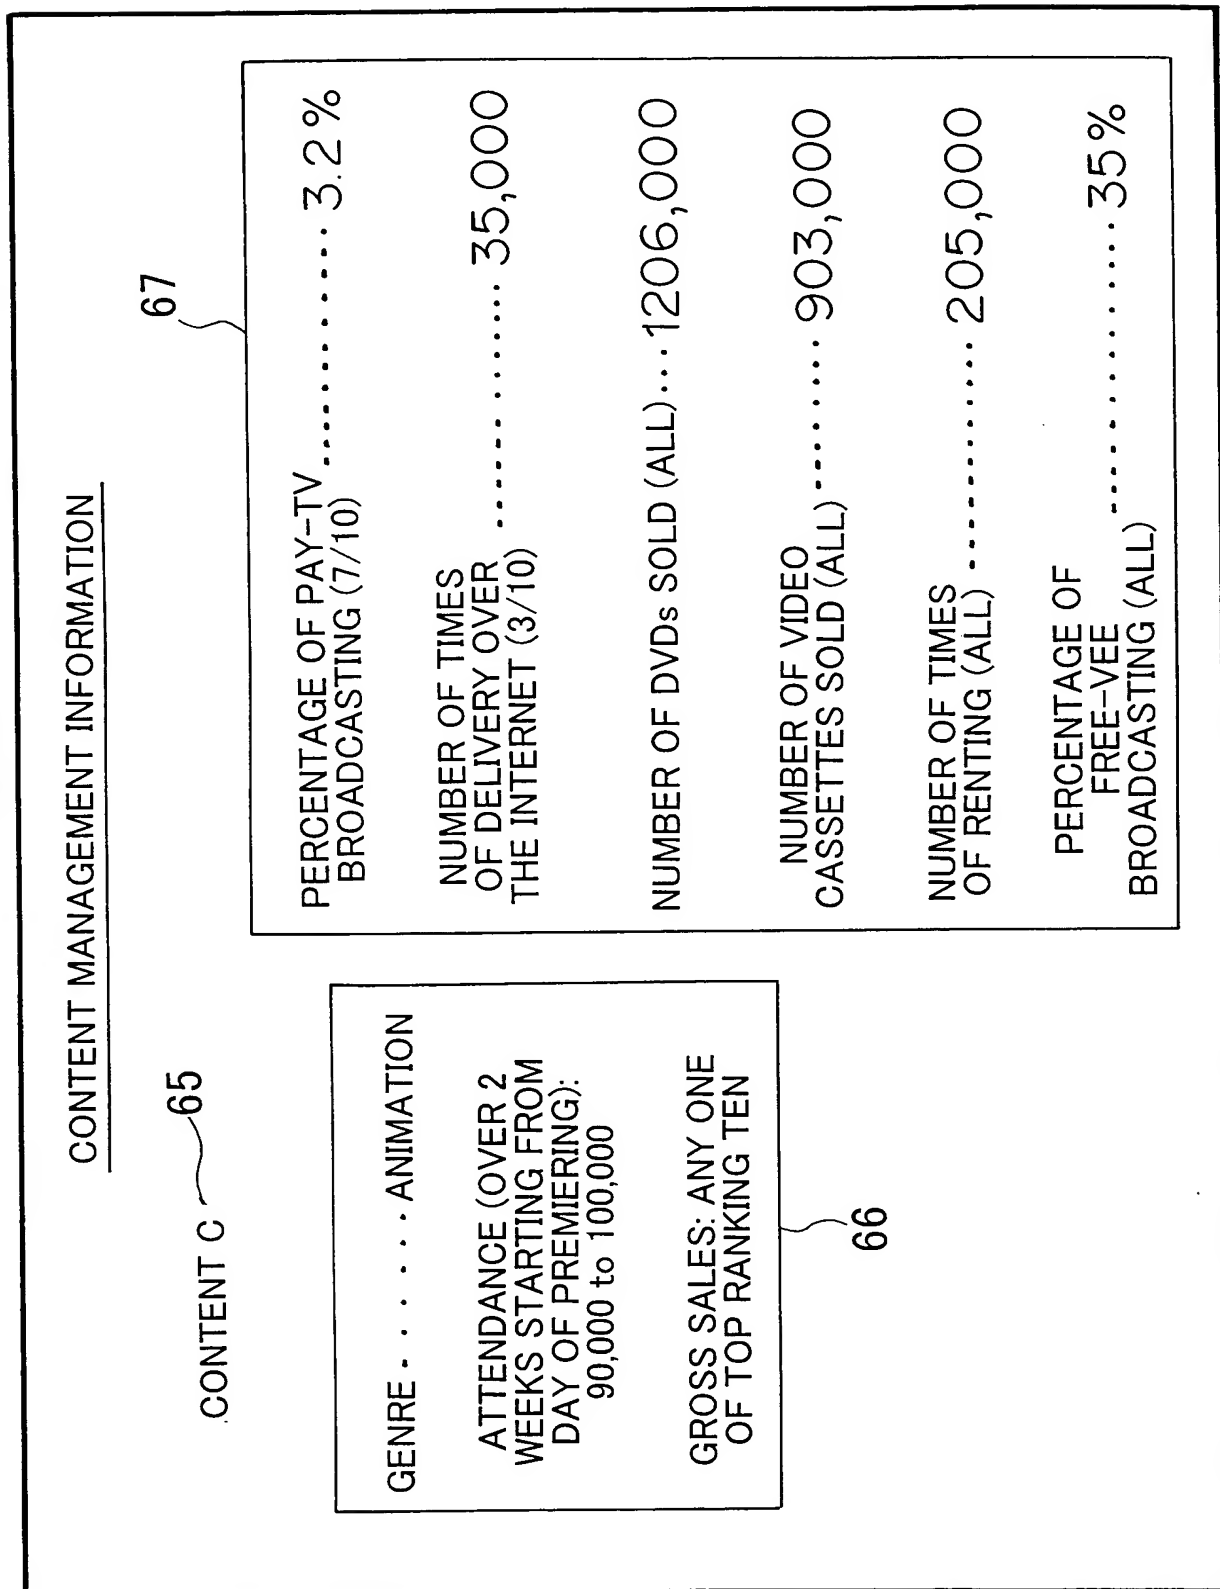 CONTENT MANAGEMENT INFORMATION
CONTENT C 65
GENRE - · · · · · · ANIMATION
ATTENDANCE (OVER 2
WEEKS STARTING FROM
DAY OF PREMIERING):
90,000 to 100,000
GROSS SALES: ANY ONE
OF TOP RANKING TEN
66
67
PERCENTAGE OF PAY-TV
BROADCASTING (7/10) ............ 3.2%
NUMBER OF TIMES
OF DELIVERY OVER
THE INTERNET (3/10) ............ 35,000
NUMBER OF DVDs SOLD (ALL) ... 1206,000
NUMBER OF VIDEO
CASSETTES SOLD (ALL) ......... 903,000
NUMBER OF TIMES
OF RENTING (ALL) ............ 205,000
PERCENTAGE OF
FREE-VEE
BROADCASTING (ALL) ............ 35%